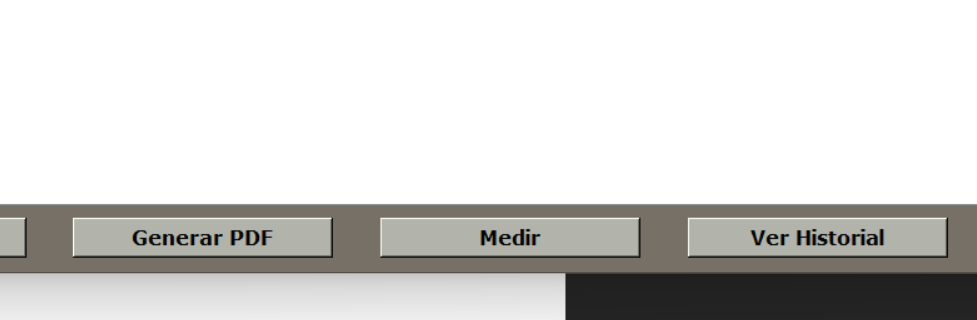 Generar PDF
Medir
Ver Historial